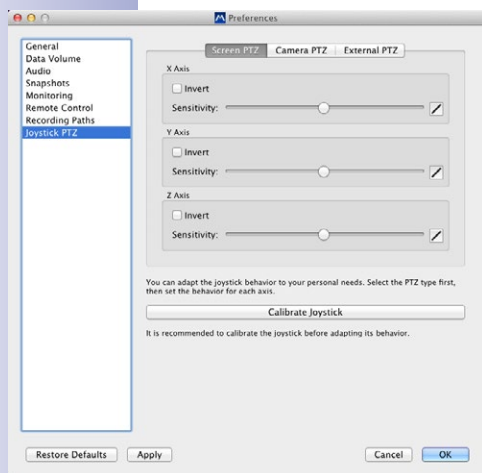 Preferences
General
Data Volume
Audio
Snapshots
Monitoring
Remote Control
Recording Paths
Joystick PTZ
Screen PTZ
Camera PTZ
External PTZ
X Axis
Invert
Sensitivity:
Y Axis
Invert
Sensitivity:
Z Axis
Invert
Sensitivity:
You can adapt the joystick behavior to your personal needs. Select the PTZ type first,
then set the behavior for each axis.
Calibrate Joystick
It is recommended to calibrate the joystick before adapting its behavior.
Restore Defaults
Apply
Cancel
OK